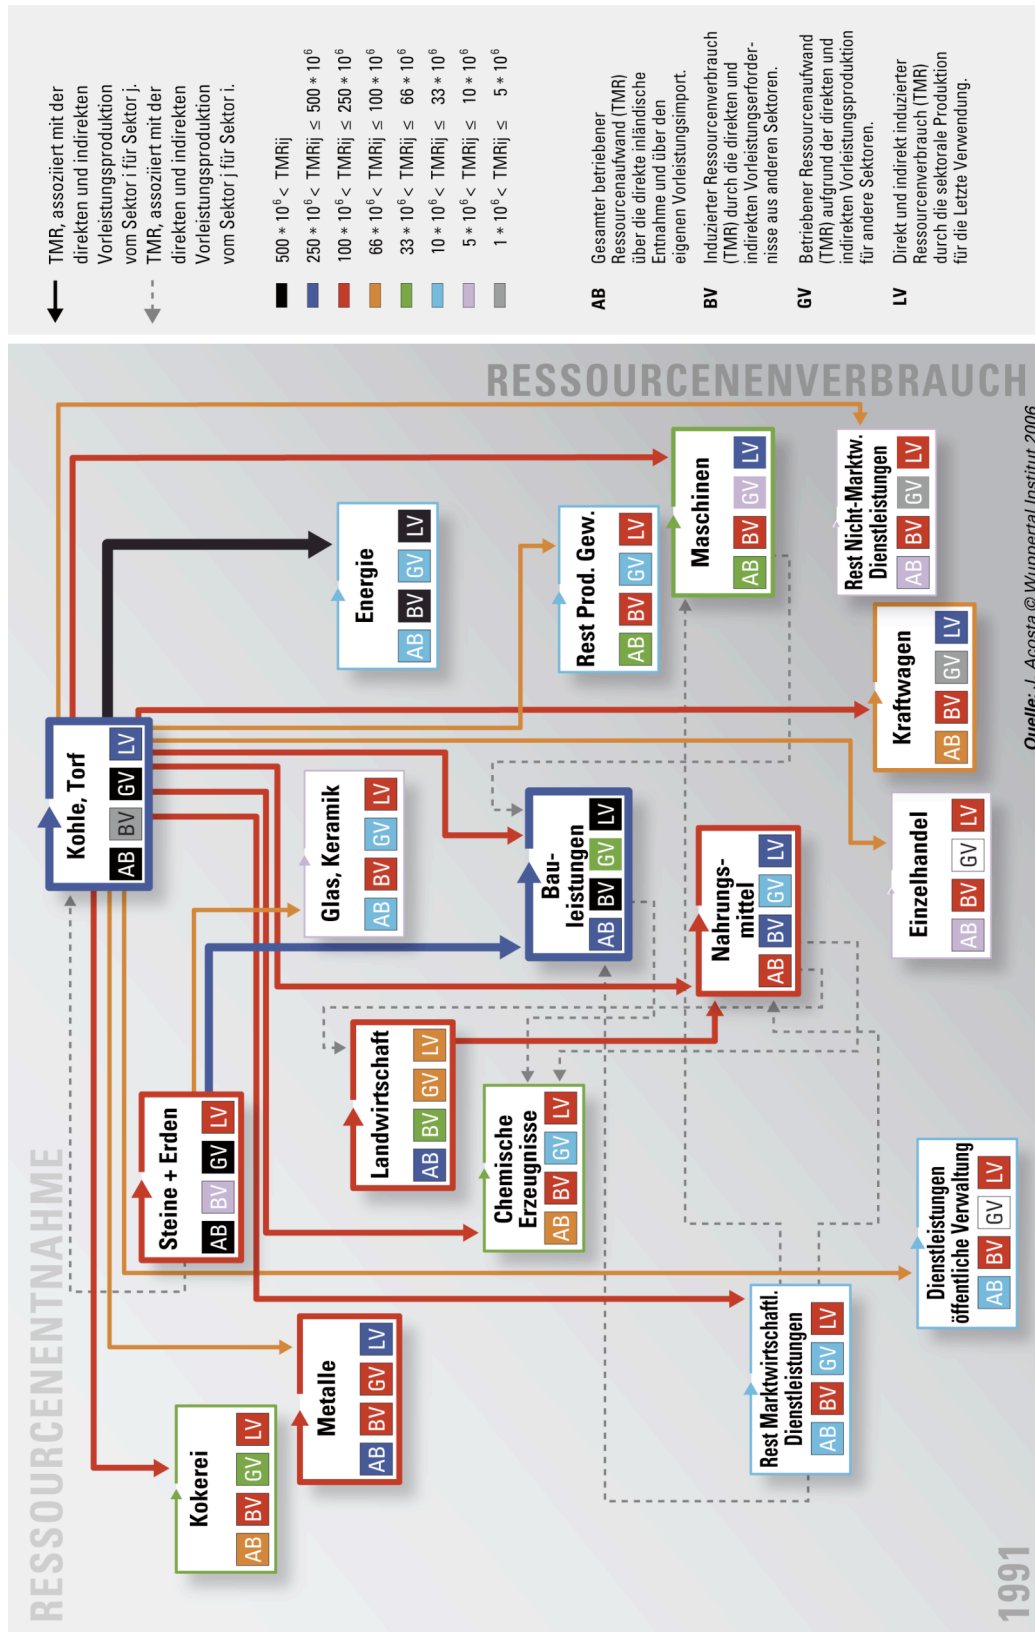 RESSOURCENENTNAHME
RESSOURCENENVERBRAUCH
1991
Kohle, Torf
AB BV GV LV
Steine + Erden
AB BV GV LV
Kokerei
AB BV GV LV
Metalle
AB BV GV LV
Energie
AB BV GV LV
Glas, Keramik
AB BV GV LV
Landwirtschaft
AB BV GV LV
Chemische
Erzeugnisse
AB BV GV LV
Bau-
leistungen
AB BV GV LV
Rest Prod. Gew.
AB BV GV LV
Maschinen
AB BV GV LV
Nahrungs-
mittel
AB BV GV LV
Rest Marktwirtschaftl.
Dienstleistungen
AB BV GV LV
Rest Nicht-Marktw.
Dienstleistungen
AB BV GV LV
Kraftwagen
AB BV GV LV
Einzelhandel
AB BV GV LV
Dienstleistungen
öffentliche Verwaltung
AB BV GV LV
Quelle: J. Acosta © Wuppertal Institut 2006
TMR, assoziiert mit der
direkten und indirekten
Vorleistungsproduktion
vom Sektor i für Sektor j.
TMR, assoziiert mit der
direkten und indirekten
Vorleistungsproduktion
vom Sektor j für Sektor i.
500 * 10⁶ < TMRij
250 * 10⁶ < TMRij ≤ 500 * 10⁶
100 * 10⁶ < TMRij ≤ 250 * 10⁶
66 * 10⁶ < TMRij ≤ 100 * 10⁶
33 * 10⁶ < TMRij ≤ 66 * 10⁶
10 * 10⁶ < TMRij ≤ 33 * 10⁶
5 * 10⁶ < TMRij ≤ 10 * 10⁶
1 * 10⁶ < TMRij ≤ 5 * 10⁶
AB Gesamter betriebener
Ressourcenaufwand (TMR)
über die direkte inländische
Entnahme und über den
eigenen Vorleistungsimport.
BV Induzierter Ressourcenverbrauch
(TMR) durch die direkten und
indirekten Vorleistungserforder-
nisse aus anderen Sektoren.
GV Betriebener Ressourcenaufwand
(TMR) aufgrund der direkten und
indirekten Vorleistungsproduktion
für andere Sektoren.
LV Direkt und indirekt induzierter
Ressourcenverbrauch (TMR)
durch die sektorale Produktion
für die Letzte Verwendung.